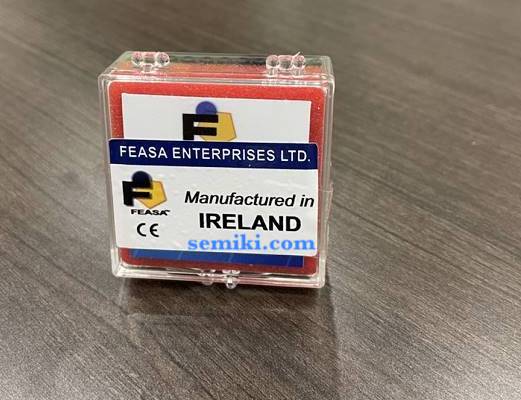 F
FEASA ENTERPRISES LTD.
F
FEASA
Manufactured in
CE
IRELAND
semiki.com